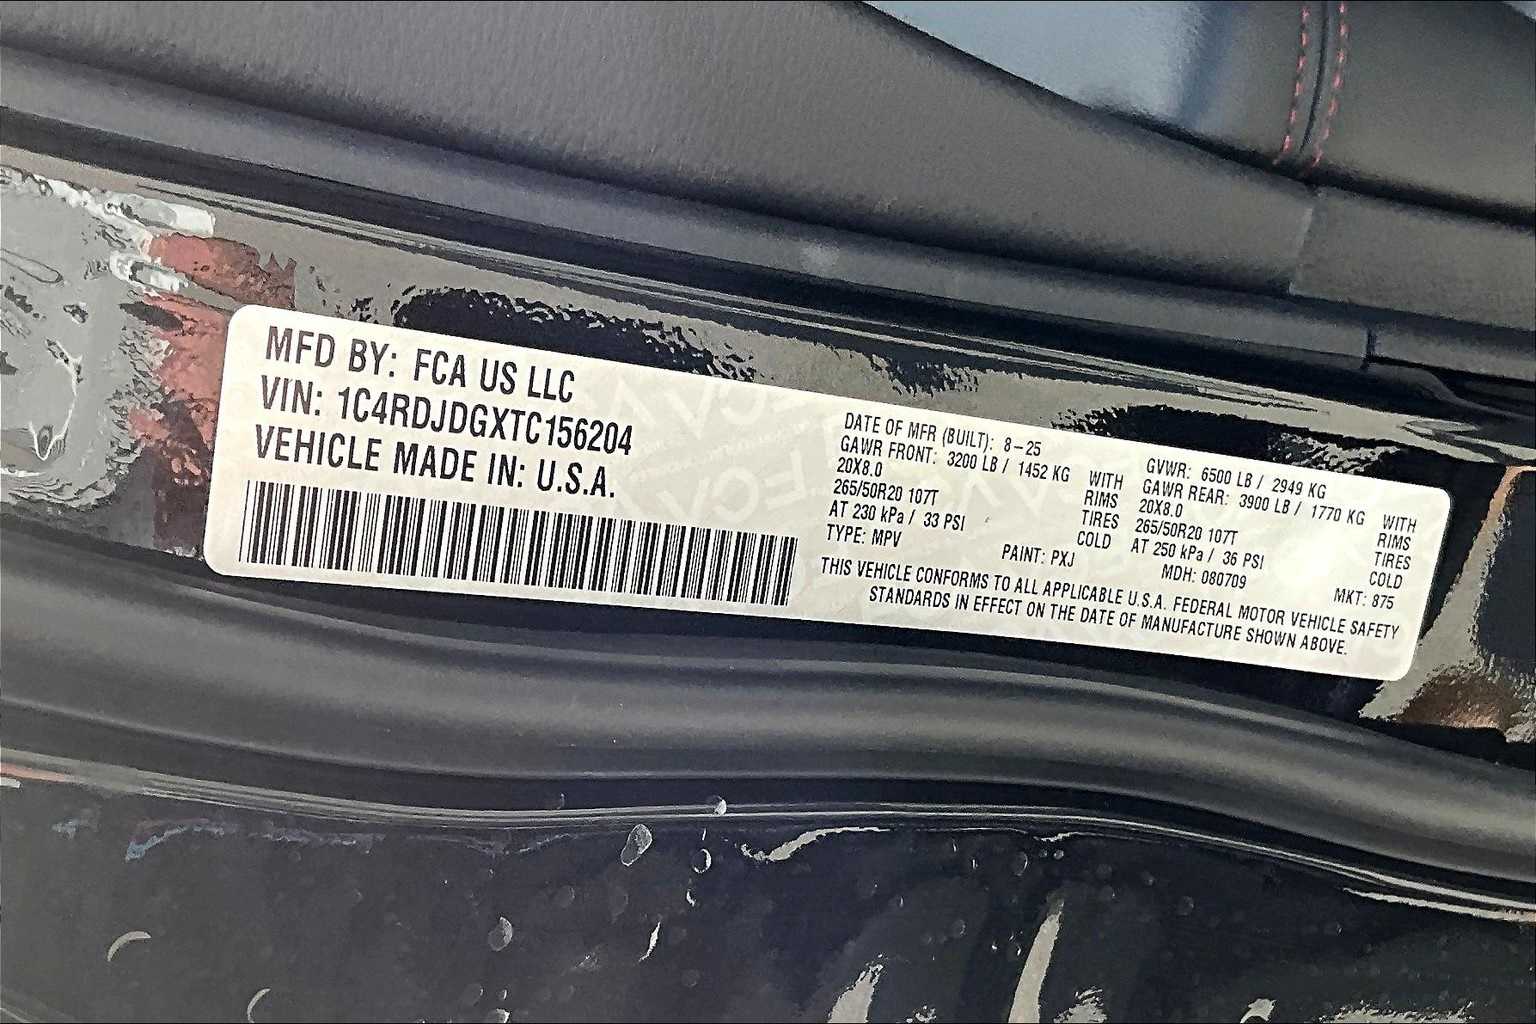 MFD BY: FCA US LLC
VIN: 1C4RDJDGXTC156204
VEHICLE MADE IN: U.S.A.
DATE OF MFR (BUILT): 8-25
GAWR FRONT: 3200 LB / 1452 KG WITH
20X8.0 RIMS
265/50R20 107T TIRES
AT 230 kPa / 33 PSI COLD
TYPE: MPV
PAINT: PXJ
GVWR: 6500 LB / 2949 KG
GAWR REAR: 3900 LB / 1770 KG WITH
20X8.0 RIMS
265/50R20 107T TIRES
AT 250 kPa / 36 PSI COLD
MDH: 080709
MKT: 875
THIS VEHICLE CONFORMS TO ALL APPLICABLE U.S.A. FEDERAL MOTOR VEHICLE SAFETY
STANDARDS IN EFFECT ON THE DATE OF MANUFACTURE SHOWN ABOVE.